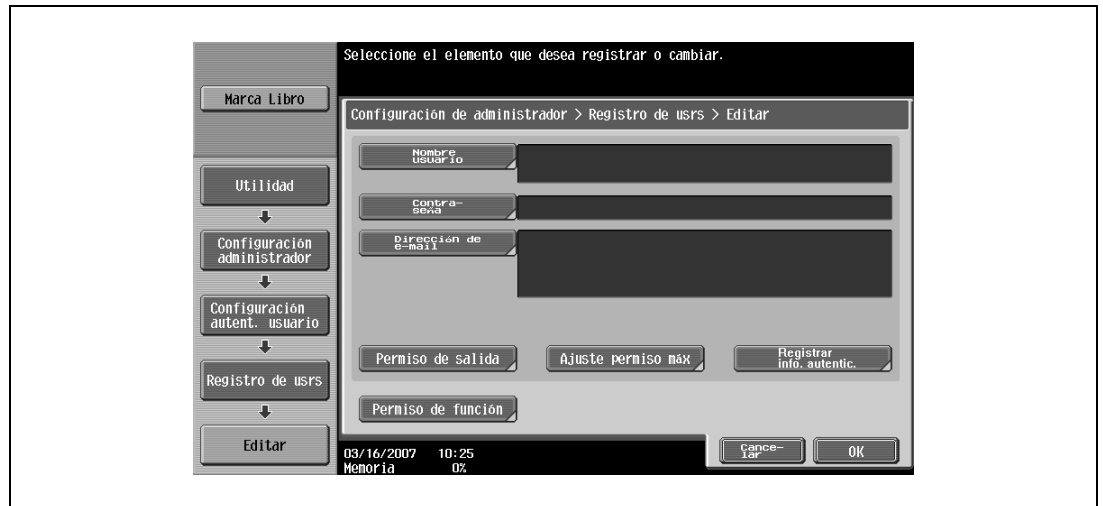 Seleccione el elemento que desea registrar o cambiar.
Marca Libro
Configuración de administrador > Registro de usrs > Editar
Nombre
usuario
Utilidad
Contra-
seña
Configuración
administrador
Dirección de
e-mail
Configuración
autent. usuario
Permiso de salida
Ajuste permiso máx
Registrar
info. autentic.
Registro de usrs
Permiso de función
Editar
03/16/2007 10:25
Memoria 0%
Cance-
lar
OK